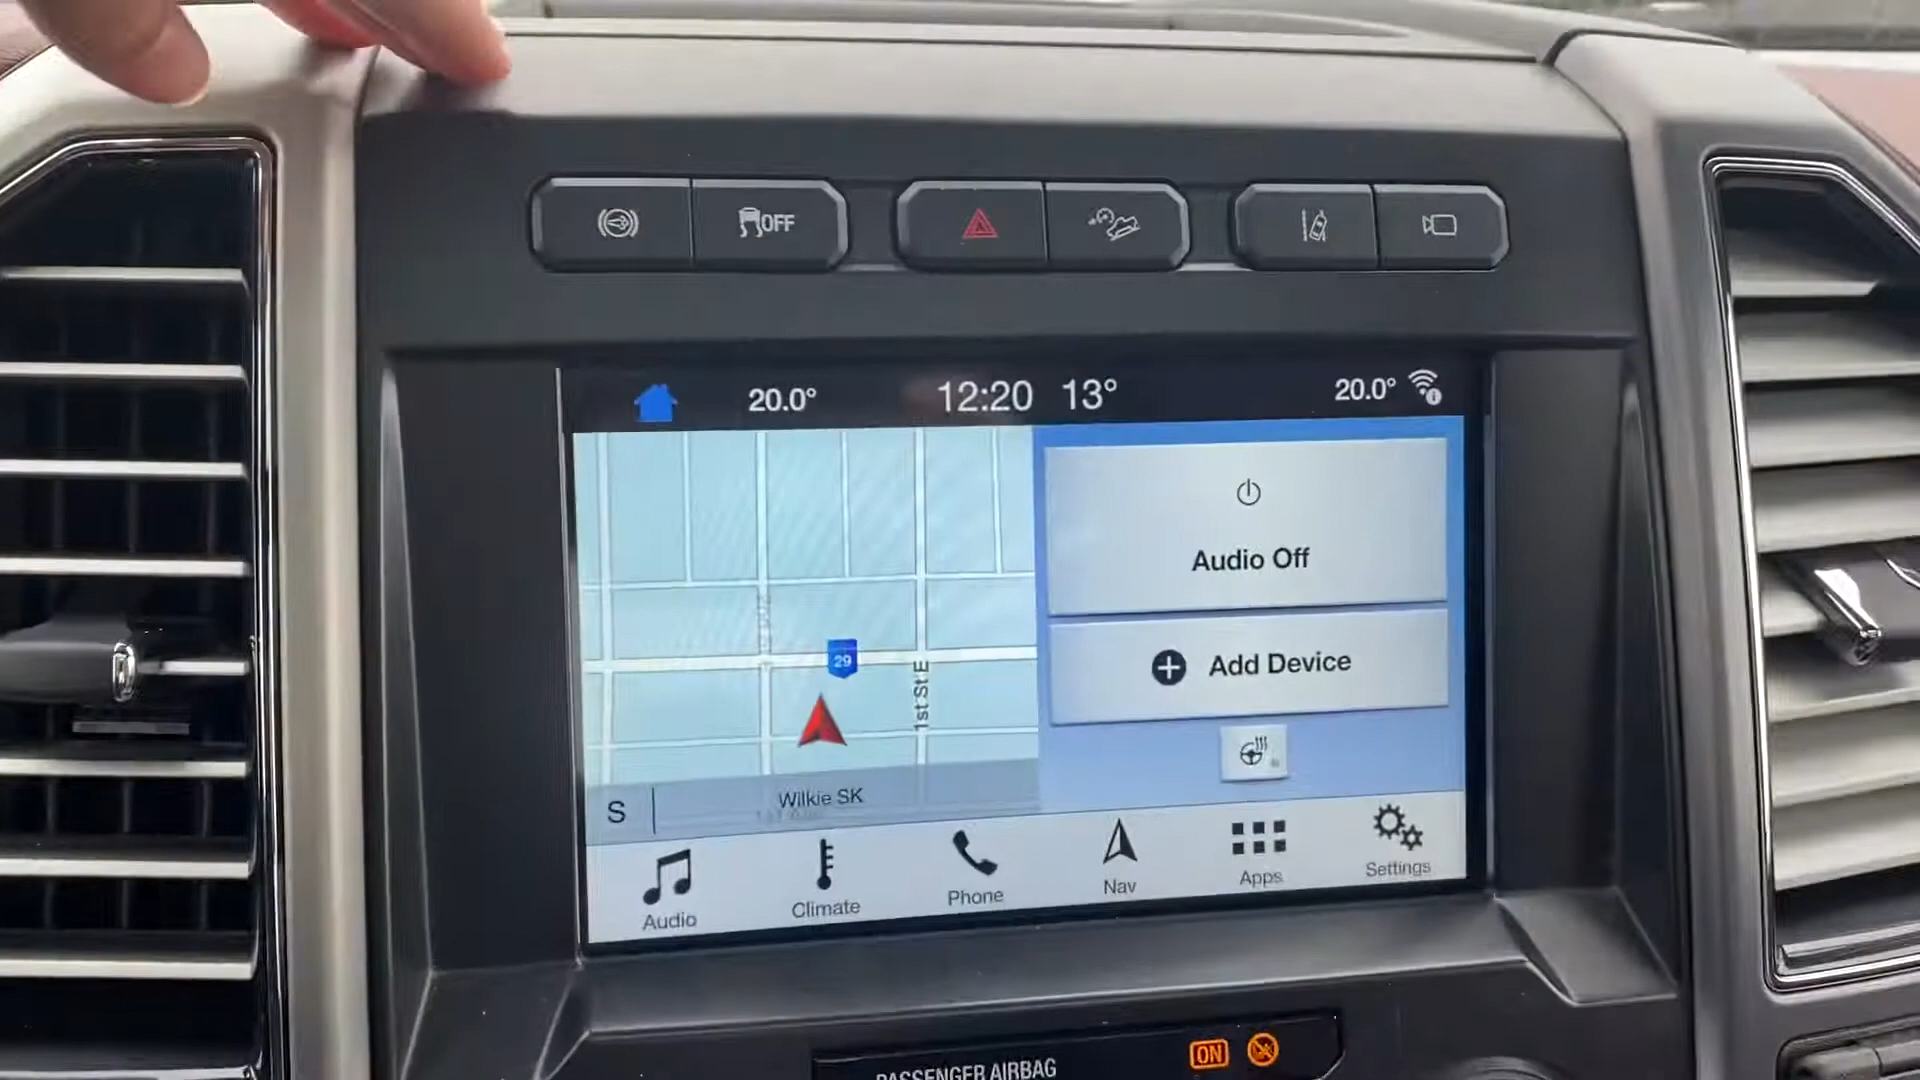 OFF
20.0° 12:20 13° 20.0°
Audio Off
Add Device
29
1st St E
S Wilkie SK
Audio Climate Phone Nav Apps Settings
PASSENGER AIRBAG ON